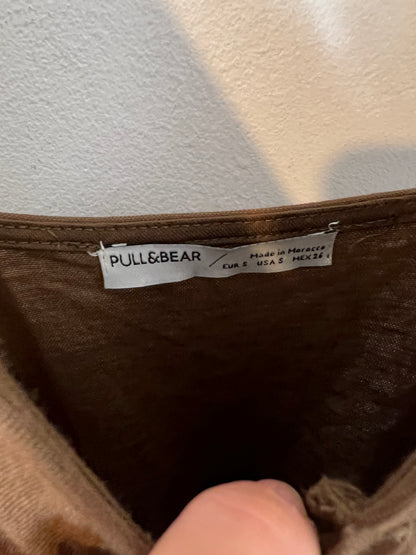 PULL&BEAR
Made in Morocco
EUR S USA S MEX 26